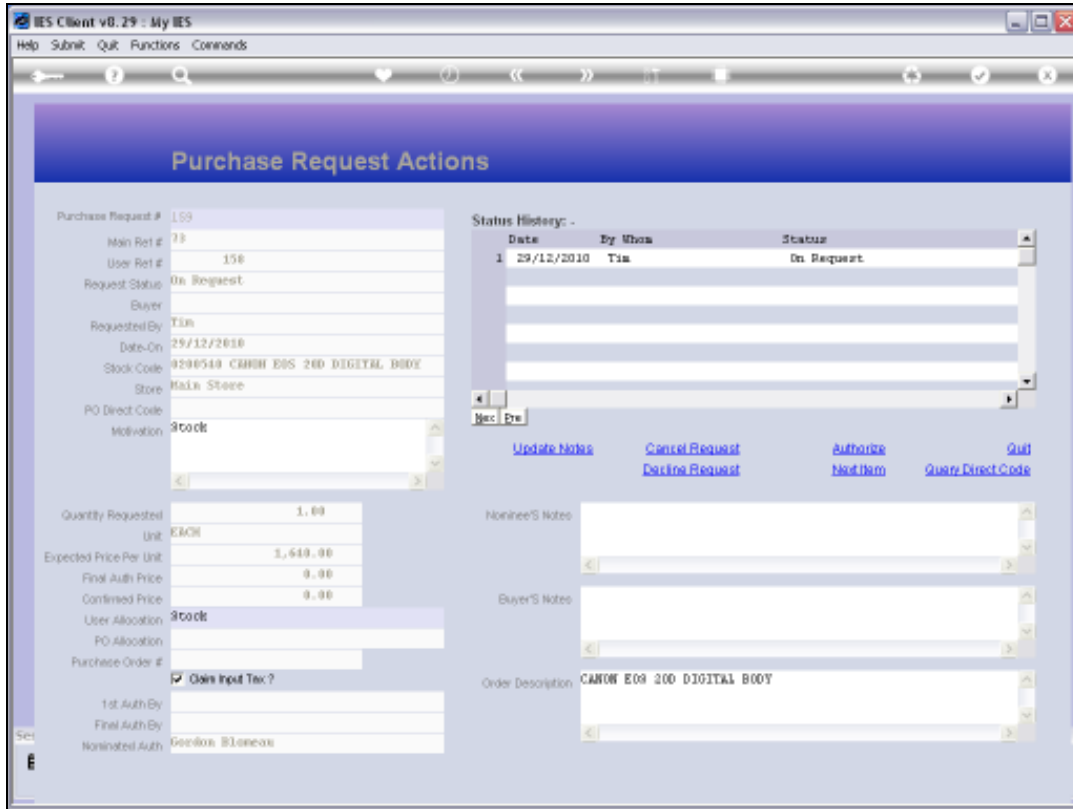 IES Client v8.29 : My IES
Help Submit Quit Functions Commands
Purchase Request Actions
Purchase Request # 159
Main Ref # 73
User Ref # 158
Request Status On Request
Buyer
Requested By Tim
Date-On 29/12/2010
Stock Code 0200540 CANON EOS 20D DIGITAL BODY
Store Main Store
PO Direct Code
Motivation Stock
Status History: -
Date By Whom Status
1 29/12/2010 Tim On Request
Nex Pre
Update Notes Cancel Request Authorize Quit
Decline Request Next Item Query Direct Code
Quantity Requested 1.00
Unit EACH
Expected Price Per Unit
Final Auth Price 0.00
Confirmed Price 0.00
User Allocation Stock
PO Allocation
Purchase Order #
Claim Input Tax ?
1st Auth By
Final Auth By
Nominated Auth Gordon
Nominee'S Notes
Buyer'S Notes
Order Description CANON EOS 20D DIGITAL BODY